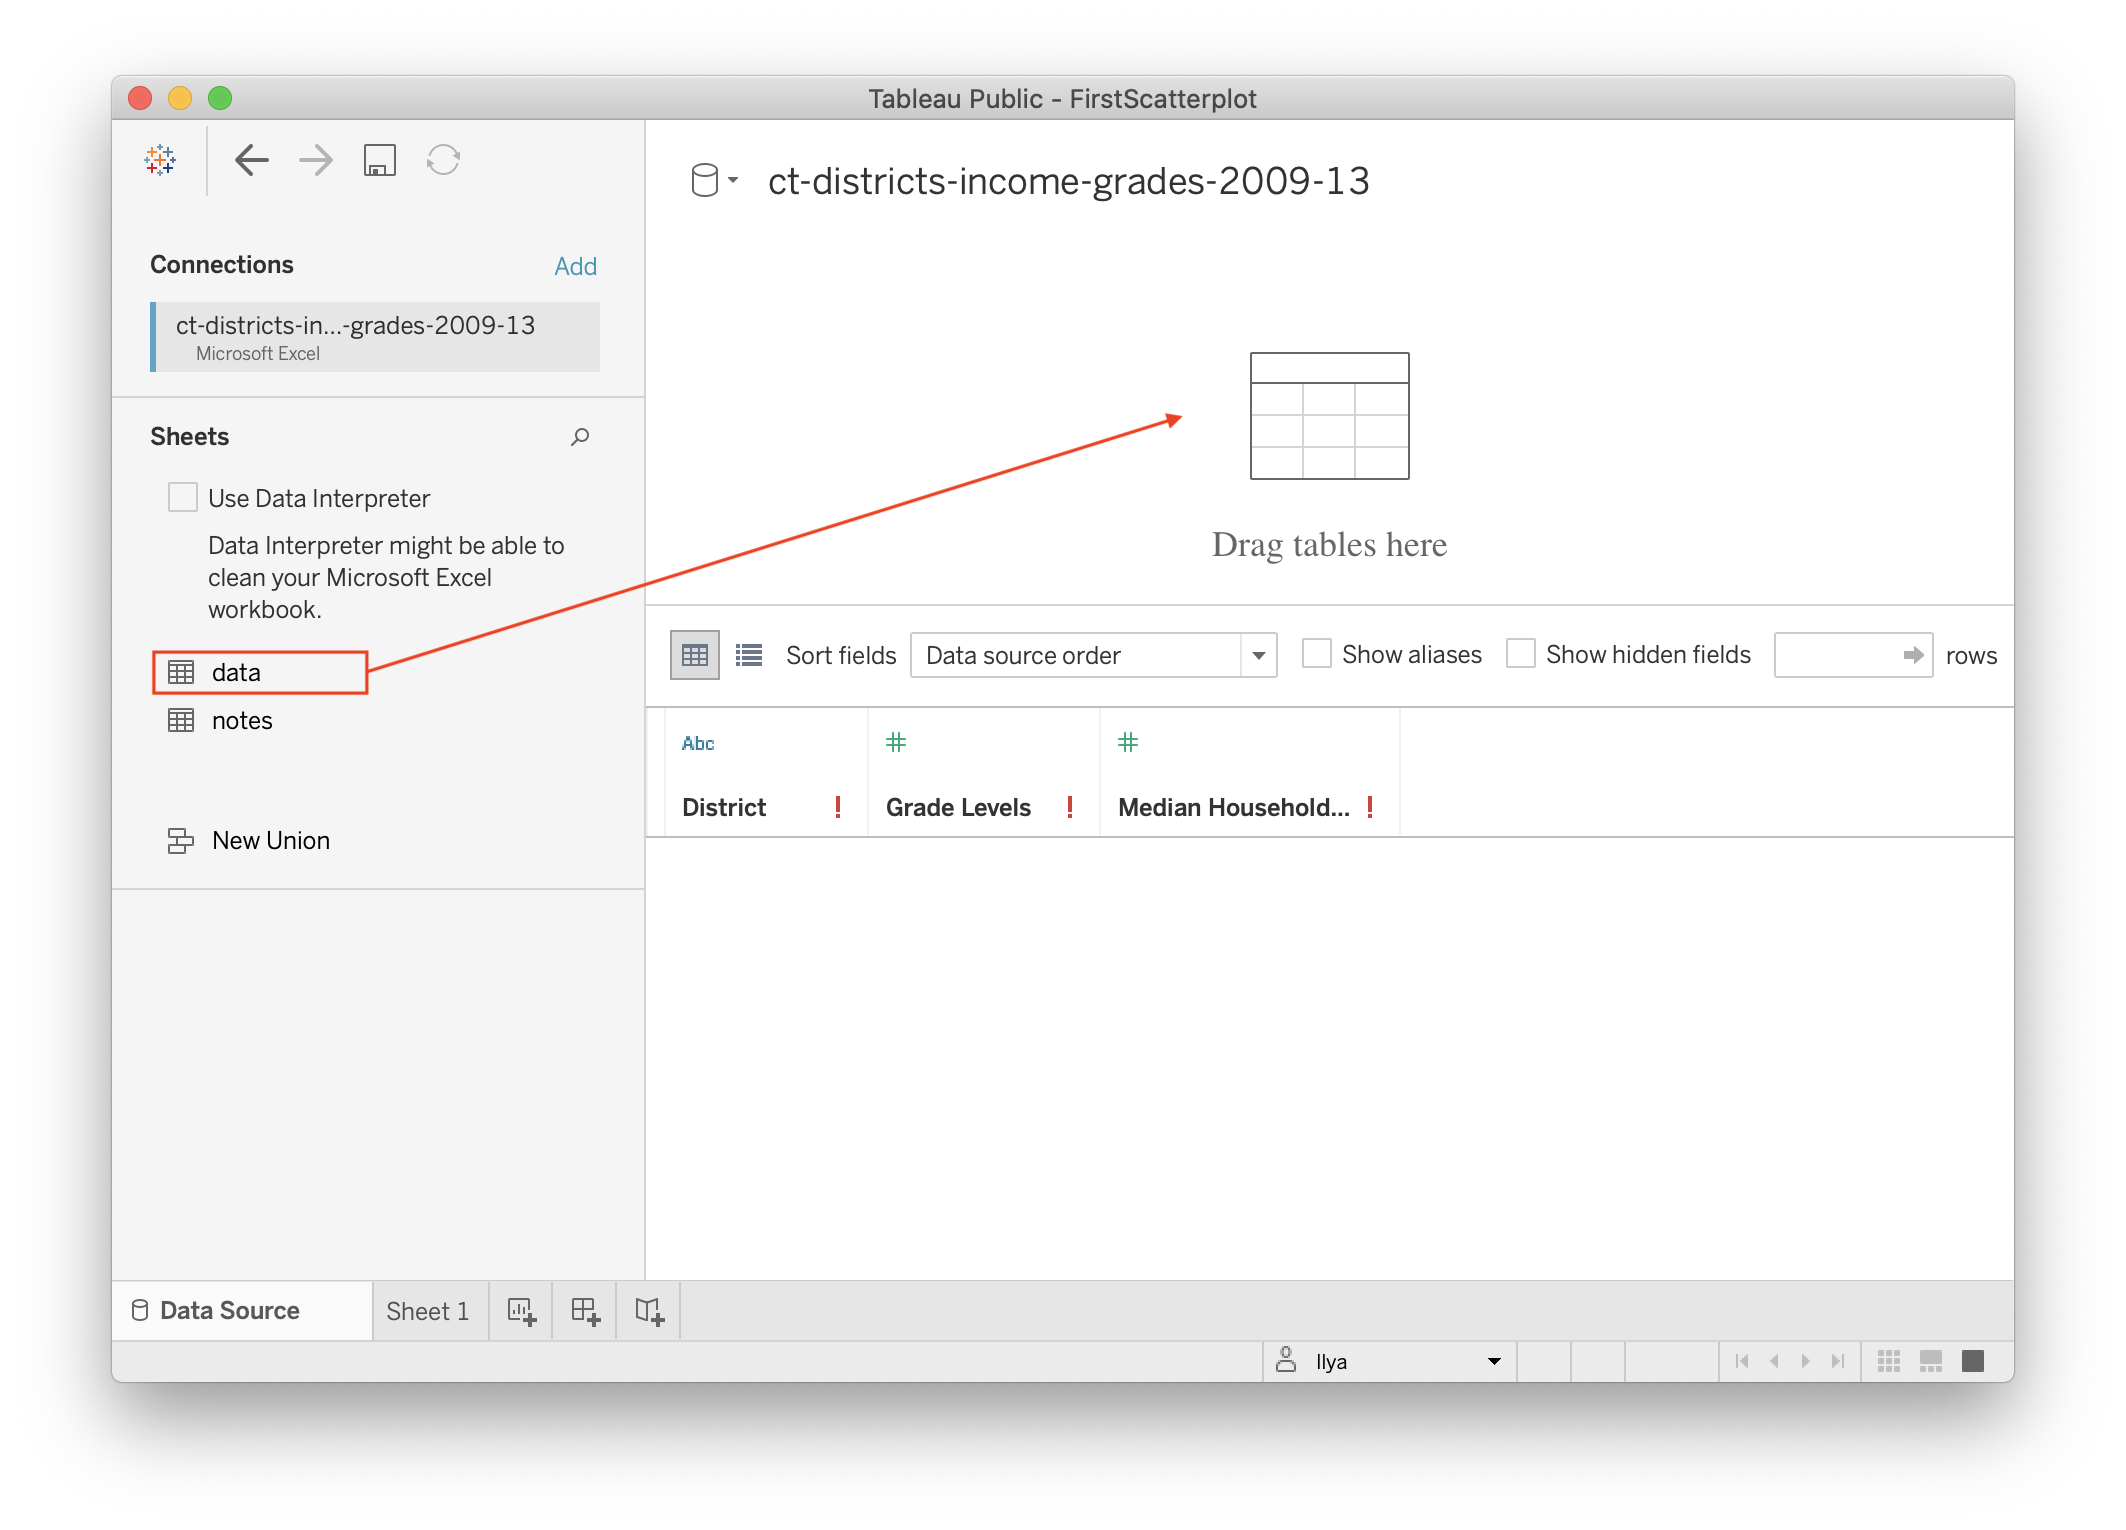 Tableau Public - FirstScatterplot
ct-districts-income-grades-2009-13
Connections
Add
ct-districts-in...-grades-2009-13
Microsoft Excel
Sheets
Use Data Interpreter
Data Interpreter might be able to
clean your Microsoft Excel
workbook.
data
notes
New Union
Drag tables here
Sort fields
Data source order
Show aliases
Show hidden fields
rows
Abc
#
#
District !
Grade Levels !
Median Household... !
Data Source
Sheet 1
Ilya